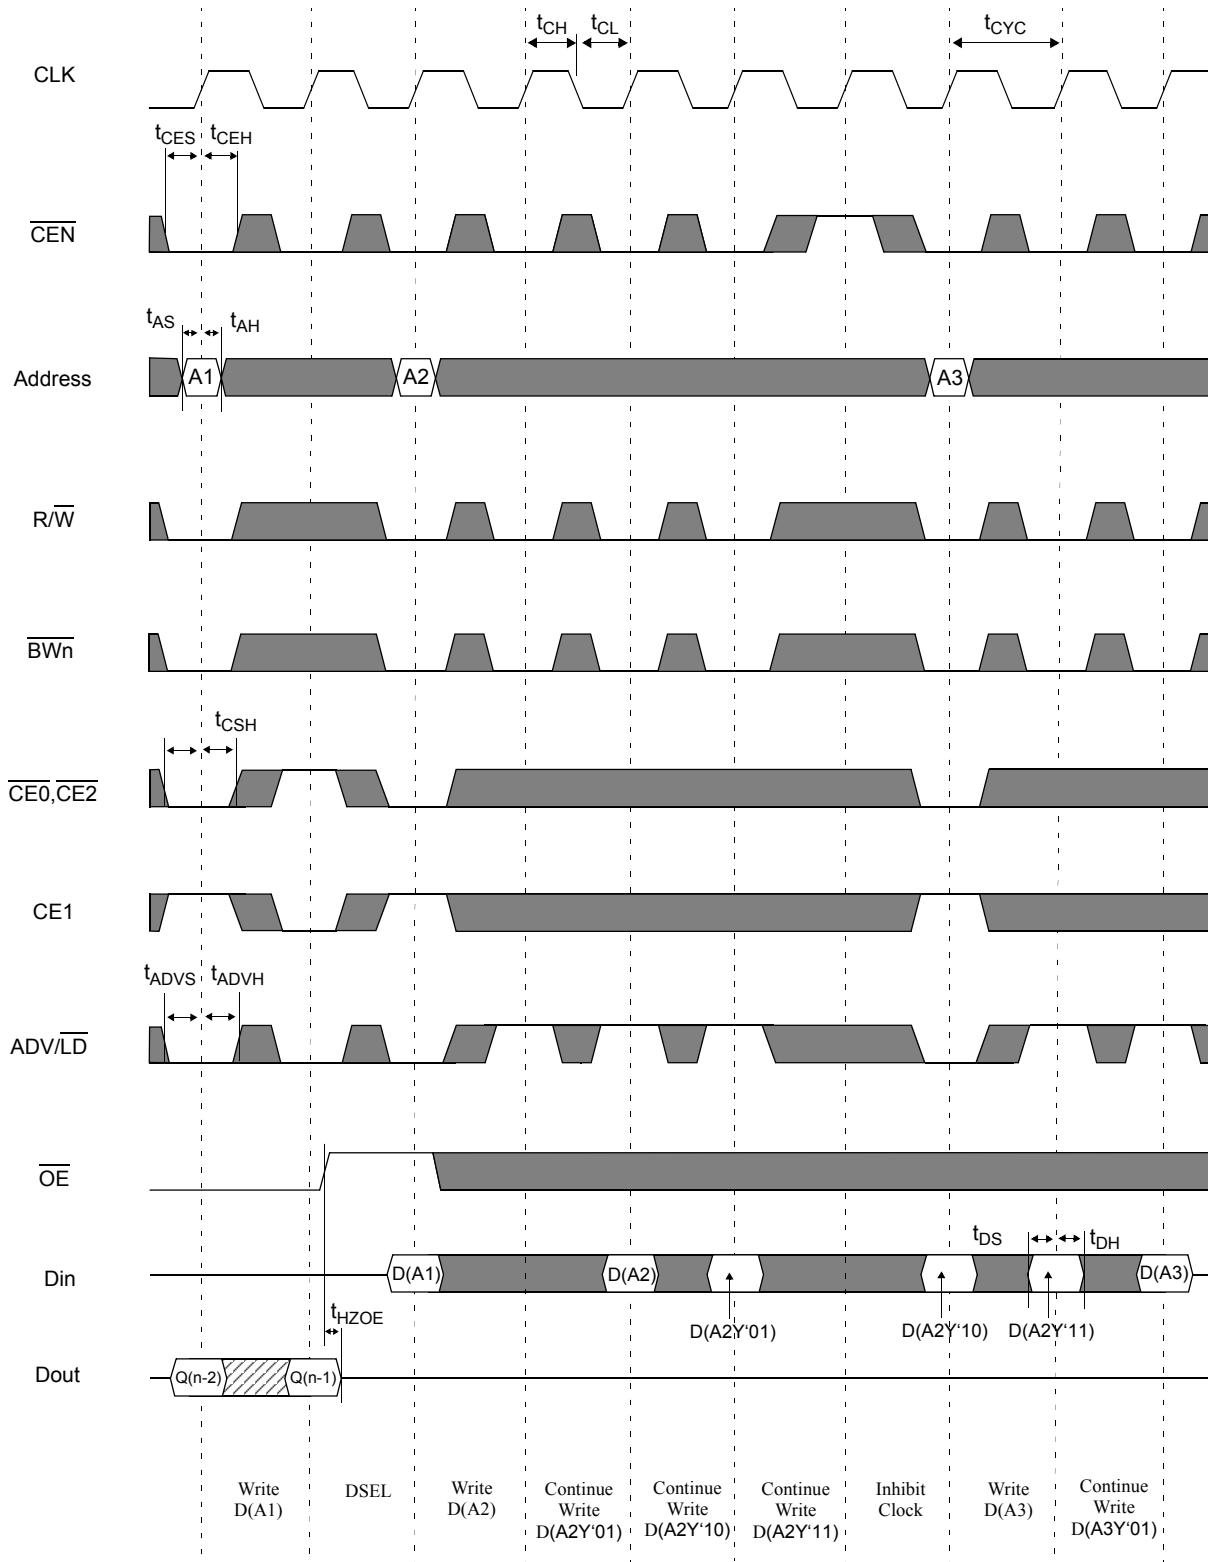 tCH tCL tCYC
CLK
tCES tCEH
CEN
tAS tAH
Address A1 A2 A3
R/W
BWn
tCSH
CE0,CE2
CE1
tADVS tADVH
ADV/LD
OE
tDS tDH
Din D(A1) D(A2) D(A3)
tHZOE D(A2Y‘01) D(A2Y‘10) D(A2Y‘11)
Dout Q(n-2) Q(n-1)
Write
D(A1)
DSEL
Write
D(A2)
Continue
Write
D(A2Y‘01)
Continue
Write
D(A2Y‘10)
Continue
Write
D(A2Y‘11)
Inhibit
Clock
Write
D(A3)
Continue
Write
D(A3Y‘01)